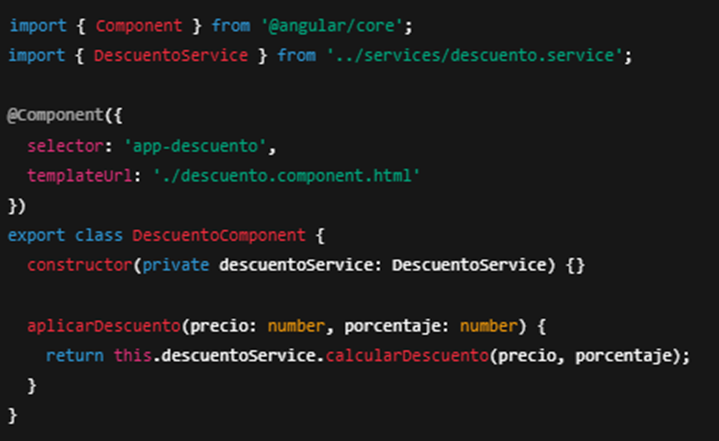 import { Component } from '@angular/core';
import { DescuentoService } from '../services/descuento.service';

@Component({
  selector: 'app-descuento',
  templateUrl: './descuento.component.html'
})
export class DescuentoComponent {
  constructor(private descuentoService: DescuentoService) {}

  aplicarDescuento(precio: number, porcentaje: number) {
    return this.descuentoService.calcularDescuento(precio, porcentaje);
  }
}